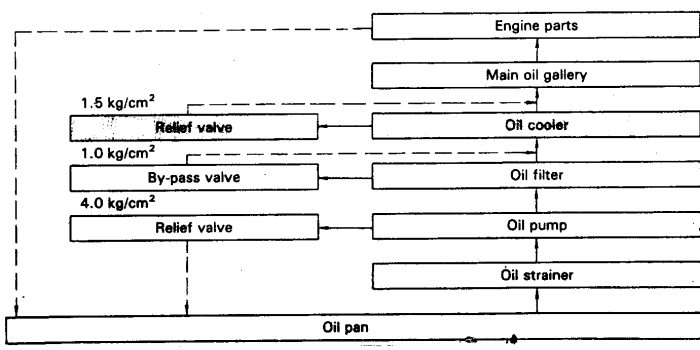 Engine parts
Main oil gallery
1.5 kg/cm²
Relief valve
Oil cooler
1.0 kg/cm²
By-pass valve
Oil filter
4.0 kg/cm²
Relief valve
Oil pump
Oil strainer
Oil pan